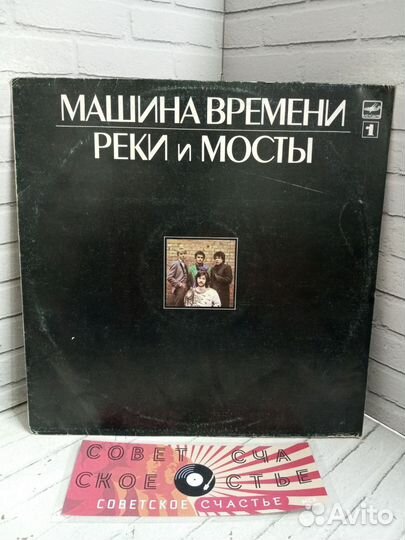 МАШИНА ВРЕМЕНИ
РЕКИ и МОСТЫ
1
СОВЕТ СЧА
СКОЕ СТЬЕ
СОВЕТСКОЕ СЧАСТЬЕ
Avito